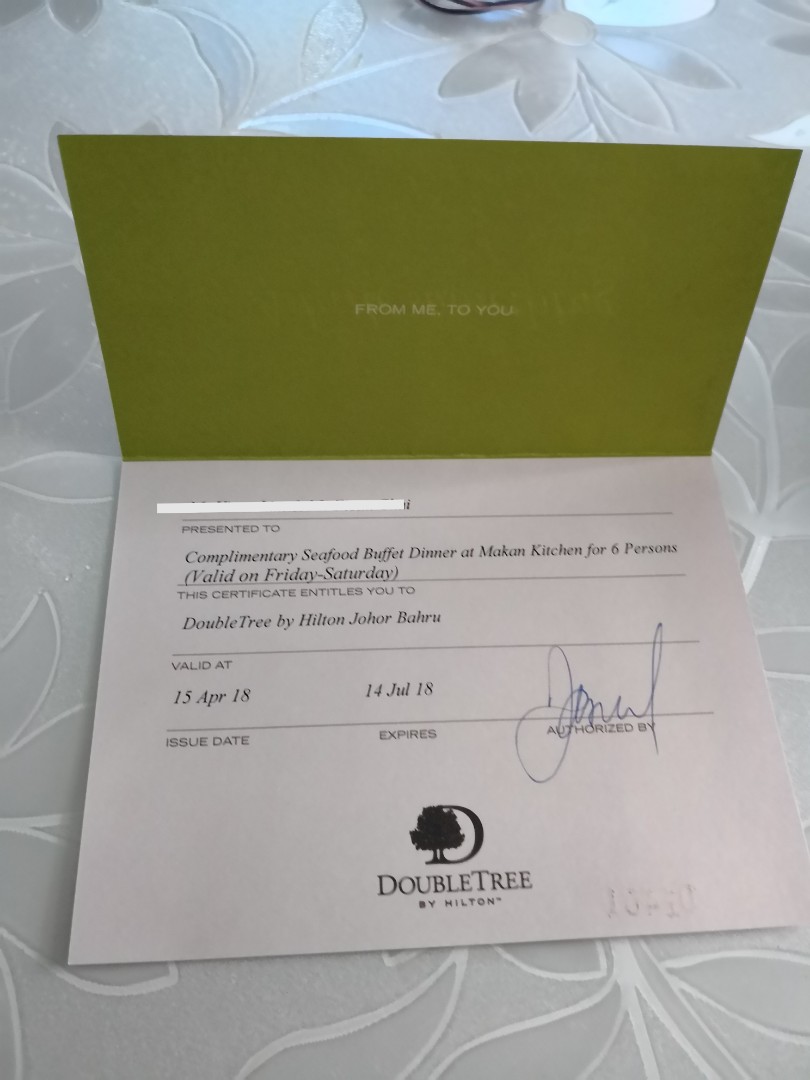 FROM ME, TO YOU
PRESENTED TO
Complimentary Seafood Buffet Dinner at Makan Kitchen for 6 Persons
(Valid on Friday-Saturday)
THIS CERTIFICATE ENTITLES YOU TO
DoubleTree by Hilton Johor Bahru
VALID AT
15 Apr 18 14 Jul 18
ISSUE DATE EXPIRES AUTHORIZED BY
DOUBLETREE
BY HILTON™